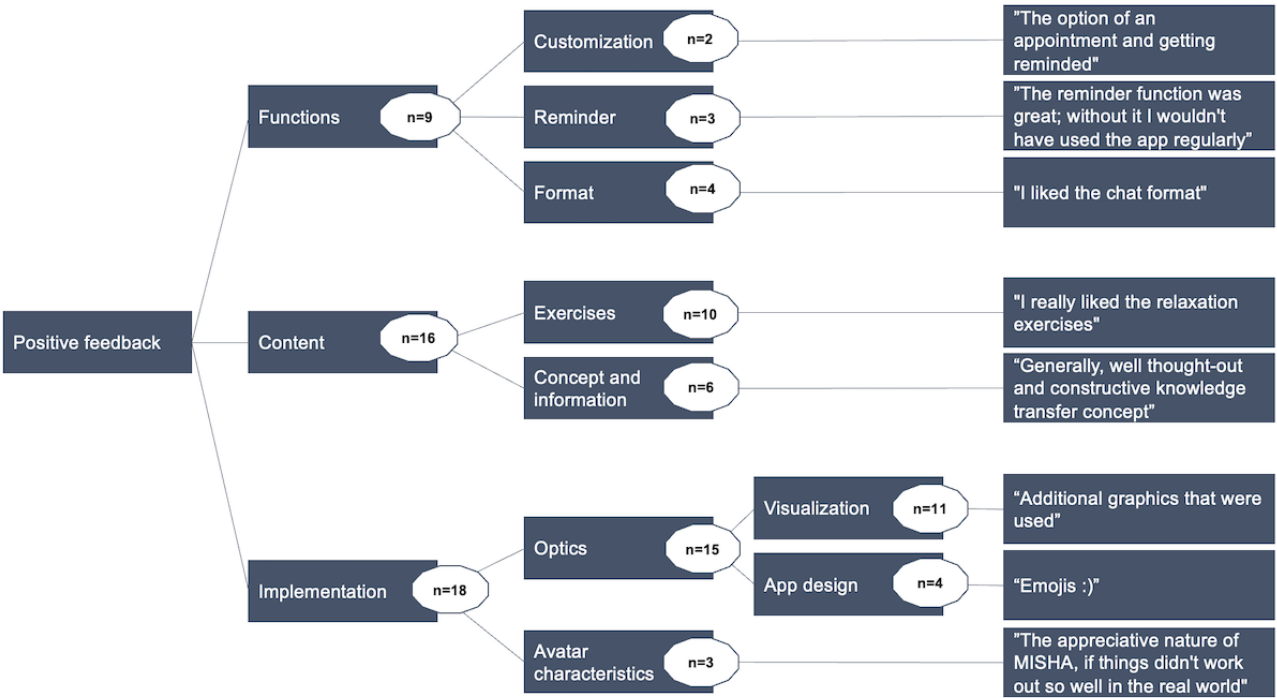 Positive feedback
Functions
n=9
Customization
n=2
"The option of an
appointment and getting
reminded"
Reminder
n=3
"The reminder function was
great; without it I wouldn't
have used the app regularly”
Format
n=4
"I liked the chat format"
Content
n=16
Exercises
n=10
"I really liked the relaxation
exercises"
Concept and
information
n=6
“Generally, well thought-out
and constructive knowledge
transfer concept”
Implementation
n=18
Optics
n=15
Visualization
n=11
“Additional graphics that were
used”
App design
n=4
“Emojis :)”
Avatar
characteristics
n=3
"The appreciative nature of
MISHA, if things didn't work
out so well in the real world"